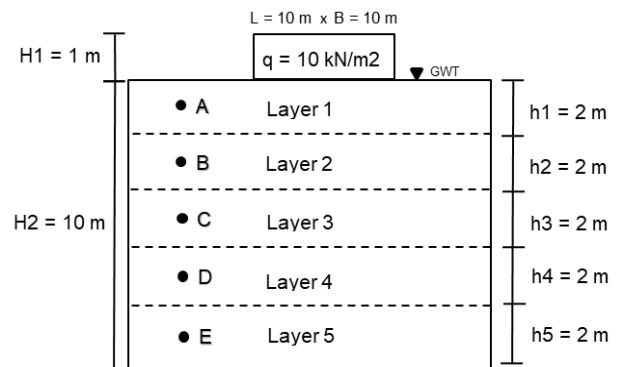 L = 10 m x B = 10 m
H1 = 1 m
q = 10 kN/m2
GWT
A
Layer 1
h1 = 2 m
B
Layer 2
h2 = 2 m
H2 = 10 m
C
Layer 3
h3 = 2 m
D
Layer 4
h4 = 2 m
E
Layer 5
h5 = 2 m